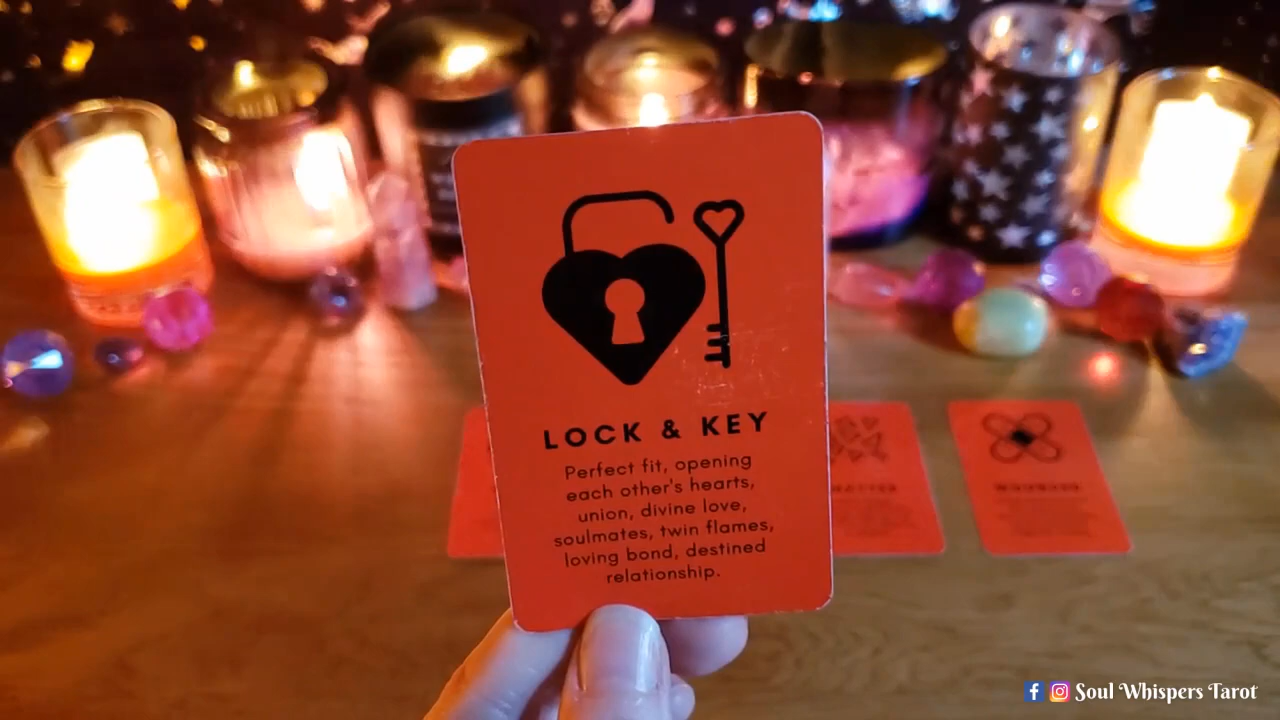 LOCK & KEY
Perfect fit, opening
each other's hearts,
union, divine love,
soulmates, twin flames,
loving bond, destined
relationship.
Soul Whispers Tarot